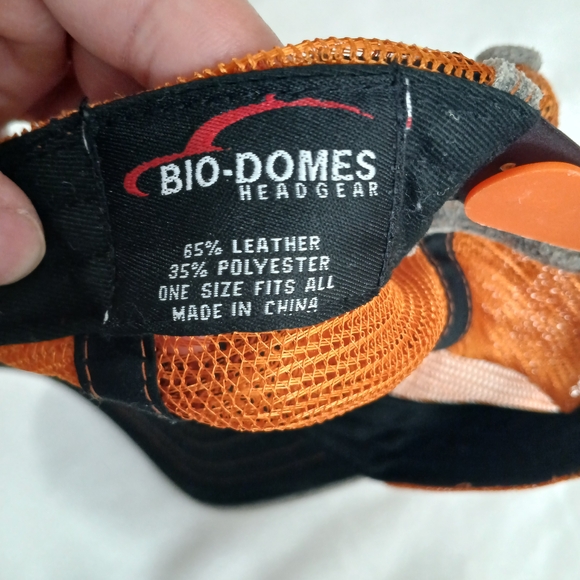 BIO-DOMES
HEADGEAR
65% LEATHER
35% POLYESTER
ONE SIZE FITS ALL
MADE IN CHINA